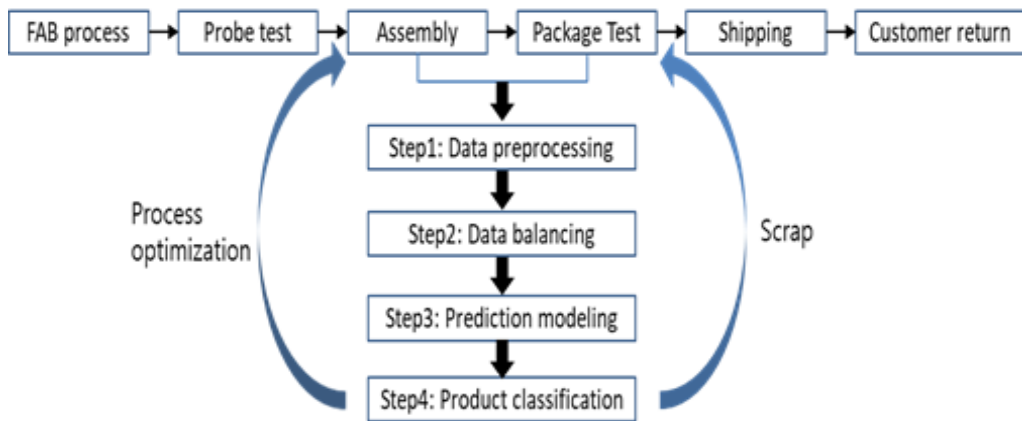 FAB process
Probe test
Assembly
Package Test
Shipping
Customer return
Step1: Data preprocessing
Process
optimization
Step2: Data balancing
Scrap
Step3: Prediction modeling
Step4: Product classification